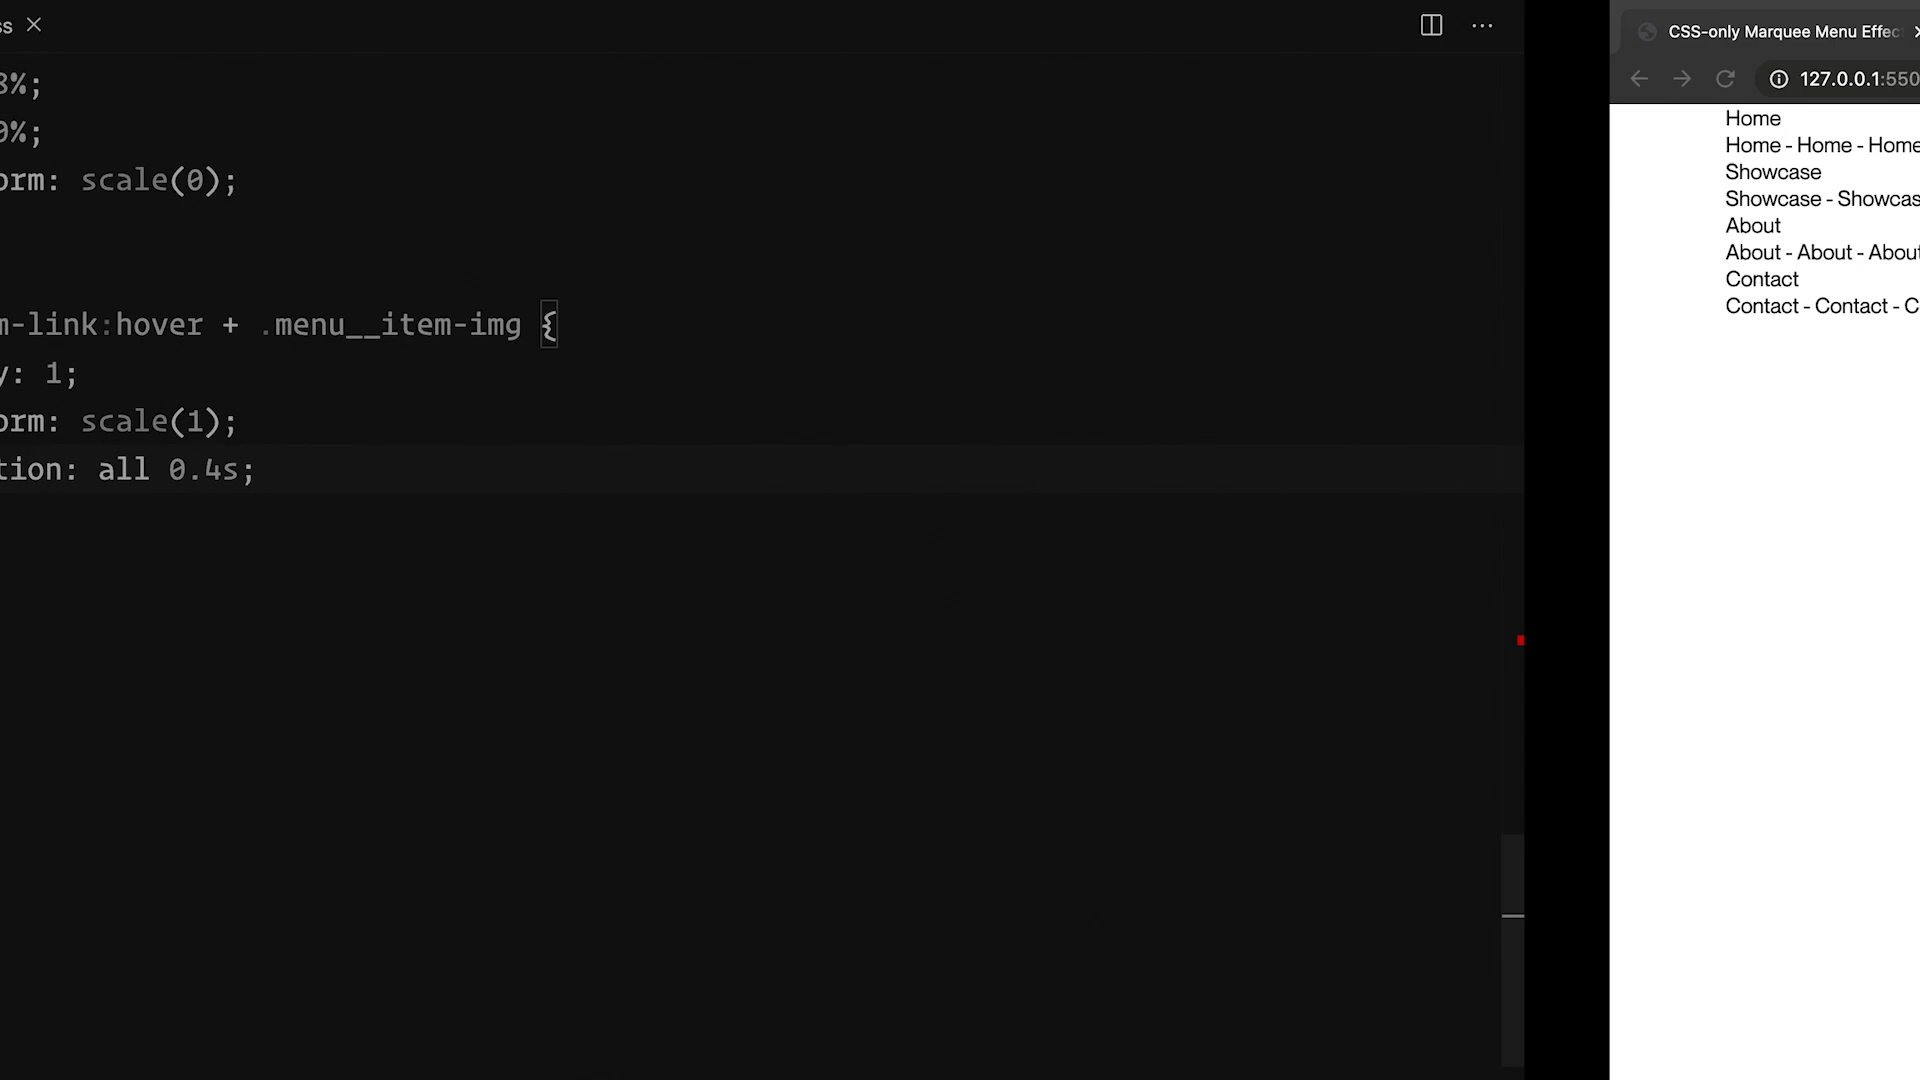 ss
8%;
0%;
orm: scale(0);
m-link:hover + .menu__item-img {
y: 1;
orm: scale(1);
tion: all 0.4s;
CSS-only Marquee Menu Effec
127.0.0.1:550
Home
Home - Home - Home
Showcase
Showcase - Showcas
About
About - About - About
Contact
Contact - Contact - C